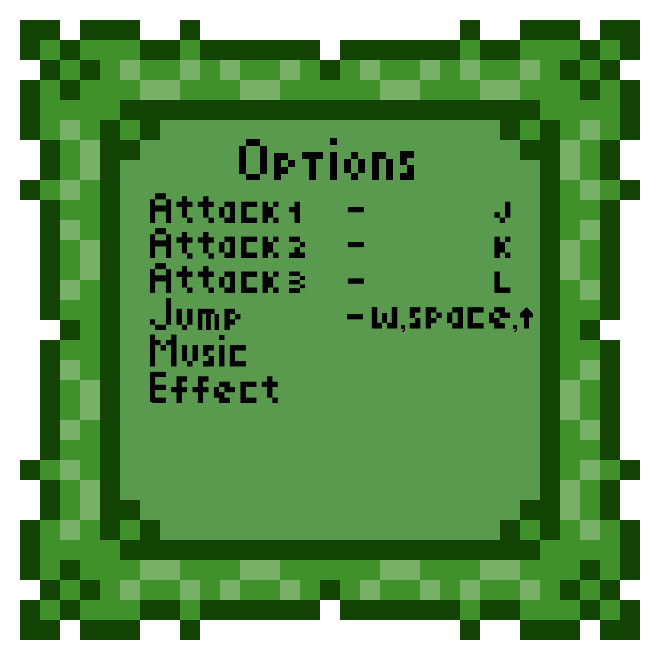 Options
Attack1 - J
Attack2 - K
Attack3 - L
Jump - W,space,↑
Music
Effect